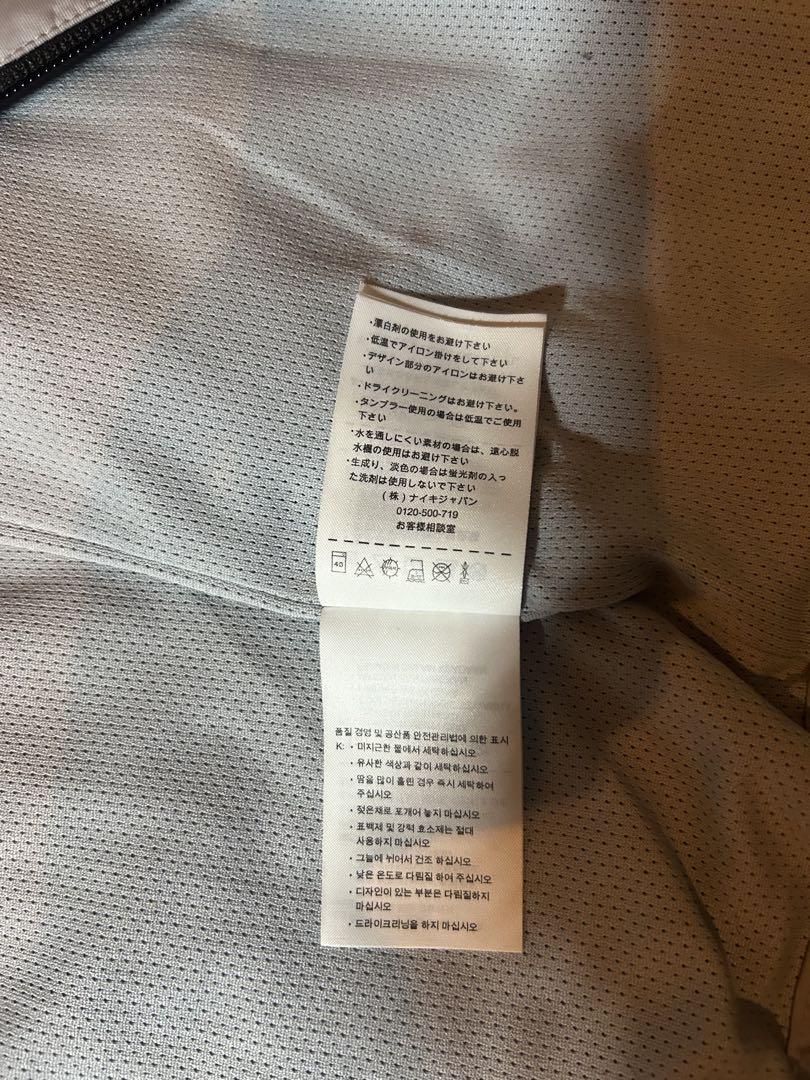 ・漂白剤の使用をお避け下さい
・低温でアイロン掛けをして下さい
・デザイン部分のアイロンはお避け下さ
い
・ドライクリーニングはお避け下さい。
・タンブラー使用の場合は低温でご使用
下さい
・水を通しにくい素材の場合は、遠心脱
水機の使用はお避け下さい
・生成り、淡色の場合は蛍光剤の入っ
た洗剤は使用しないで下さい
(株)ナイキジャパン
0120-500-719
お客様相談室
40
품질 경영 및 공산품 안전관리법에 의한 표시
K: • 미지근한 물에서 세탁하십시오
• 유사한 색상과 같이 세탁하십시오
• 땀을 많이 흘린 경우 즉시 세탁하여
주십시오
• 젖은채로 포개어 놓지 마십시오
• 표백제 및 강력 효소제는 절대
사용하지 마십시오
• 그늘에 뉘어서 건조 하십시오
• 낮은 온도로 다림질 하여 주십시오
• 디자인이 있는 부분은 다림질하지
마십시오
• 드라이크리닝을 하지 마십시오